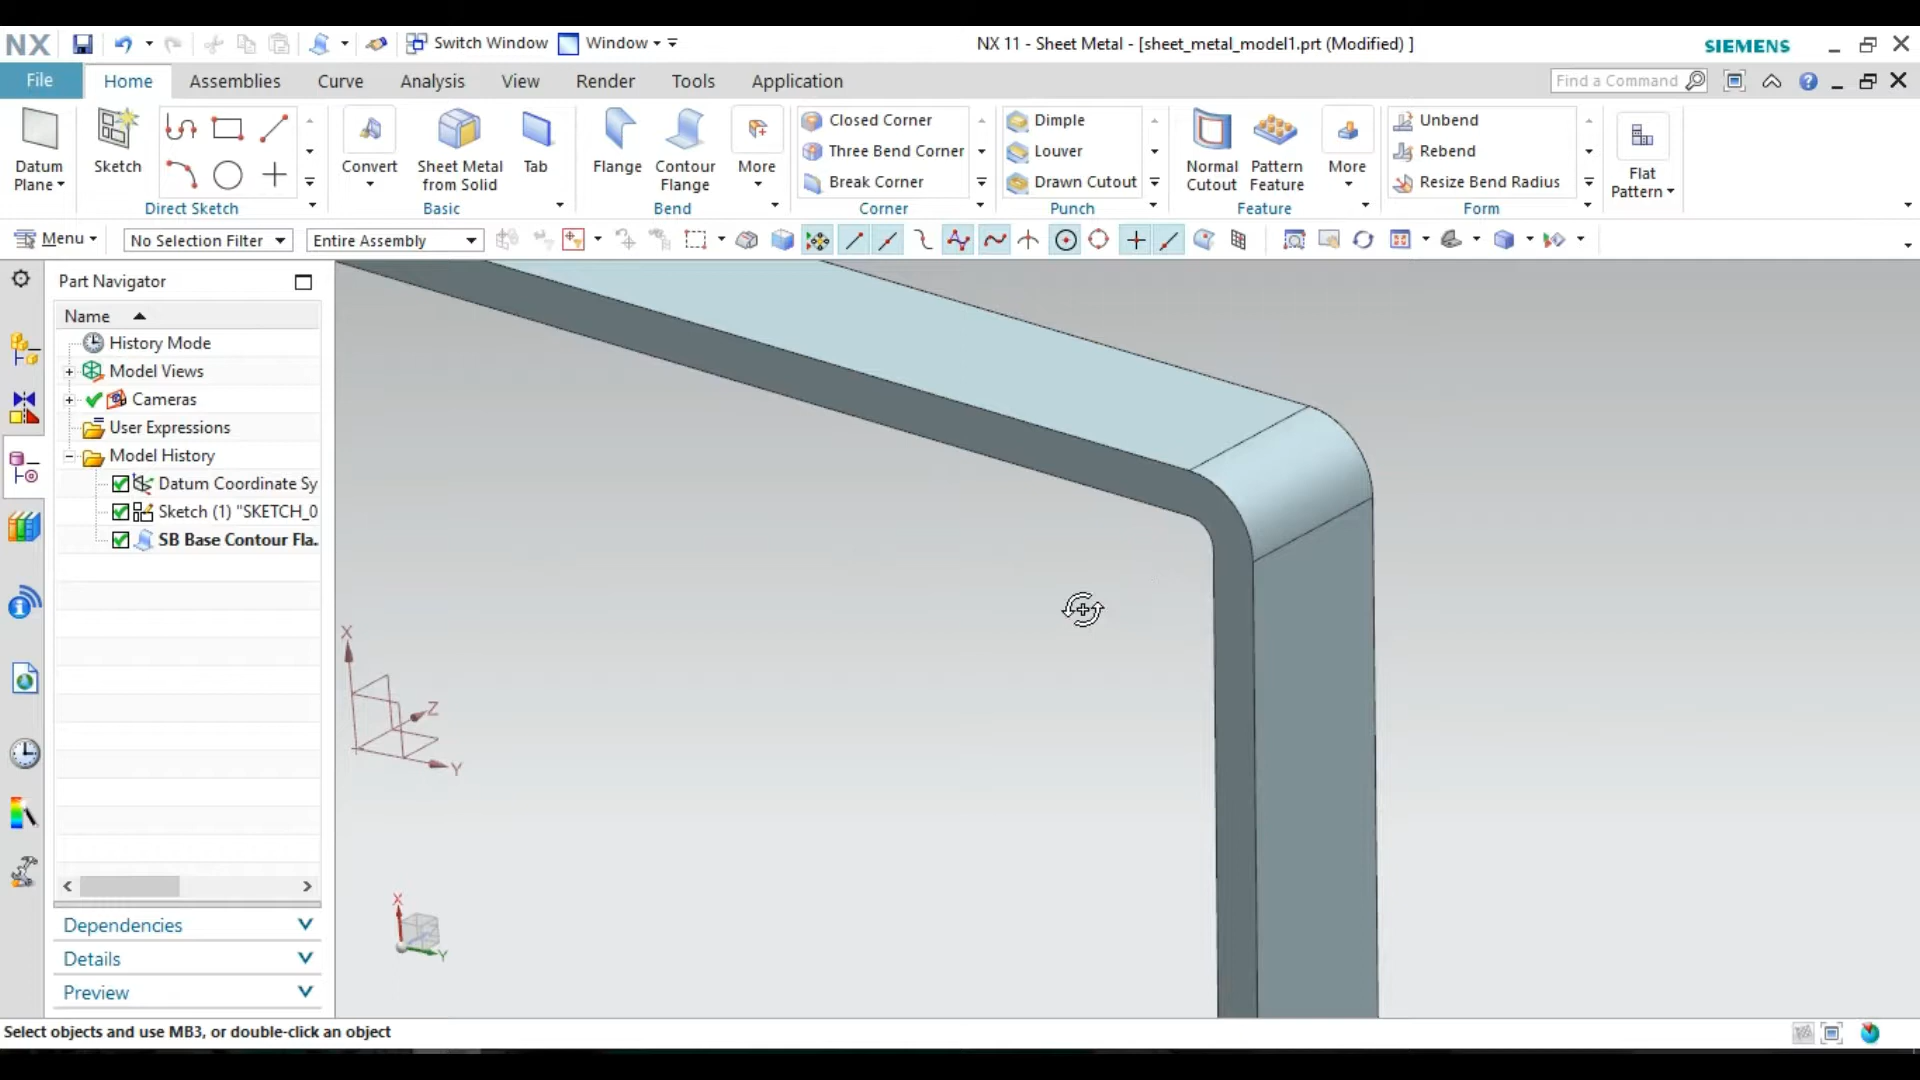 NX Switch Window Window NX 11 - Sheet Metal - [sheet_metal_model1.prt (Modified) ] SIEMENS
File Home Assemblies Curve Analysis View Render Tools Application Find a Command
Datum Plane
Sketch
Direct Sketch
Convert
Sheet Metal from Solid
Tab
Basic
Flange
Contour Flange
More
Bend
Closed Corner
Three Bend Corner
Break Corner
Corner
Dimple
Louver
Drawn Cutout
Punch
Normal Cutout
Pattern Feature
More
Feature
Unbend
Rebend
Resize Bend Radius
Form
Flat Pattern
Menu No Selection Filter Entire Assembly
Part Navigator
Name
History Mode
Model Views
Cameras
User Expressions
Model History
Datum Coordinate Sy
Sketch (1) "SKETCH_0
SB Base Contour Fla.
X
Z
Y
X
Y
Dependencies
Details
Preview
Select objects and use MB3, or double-click an object